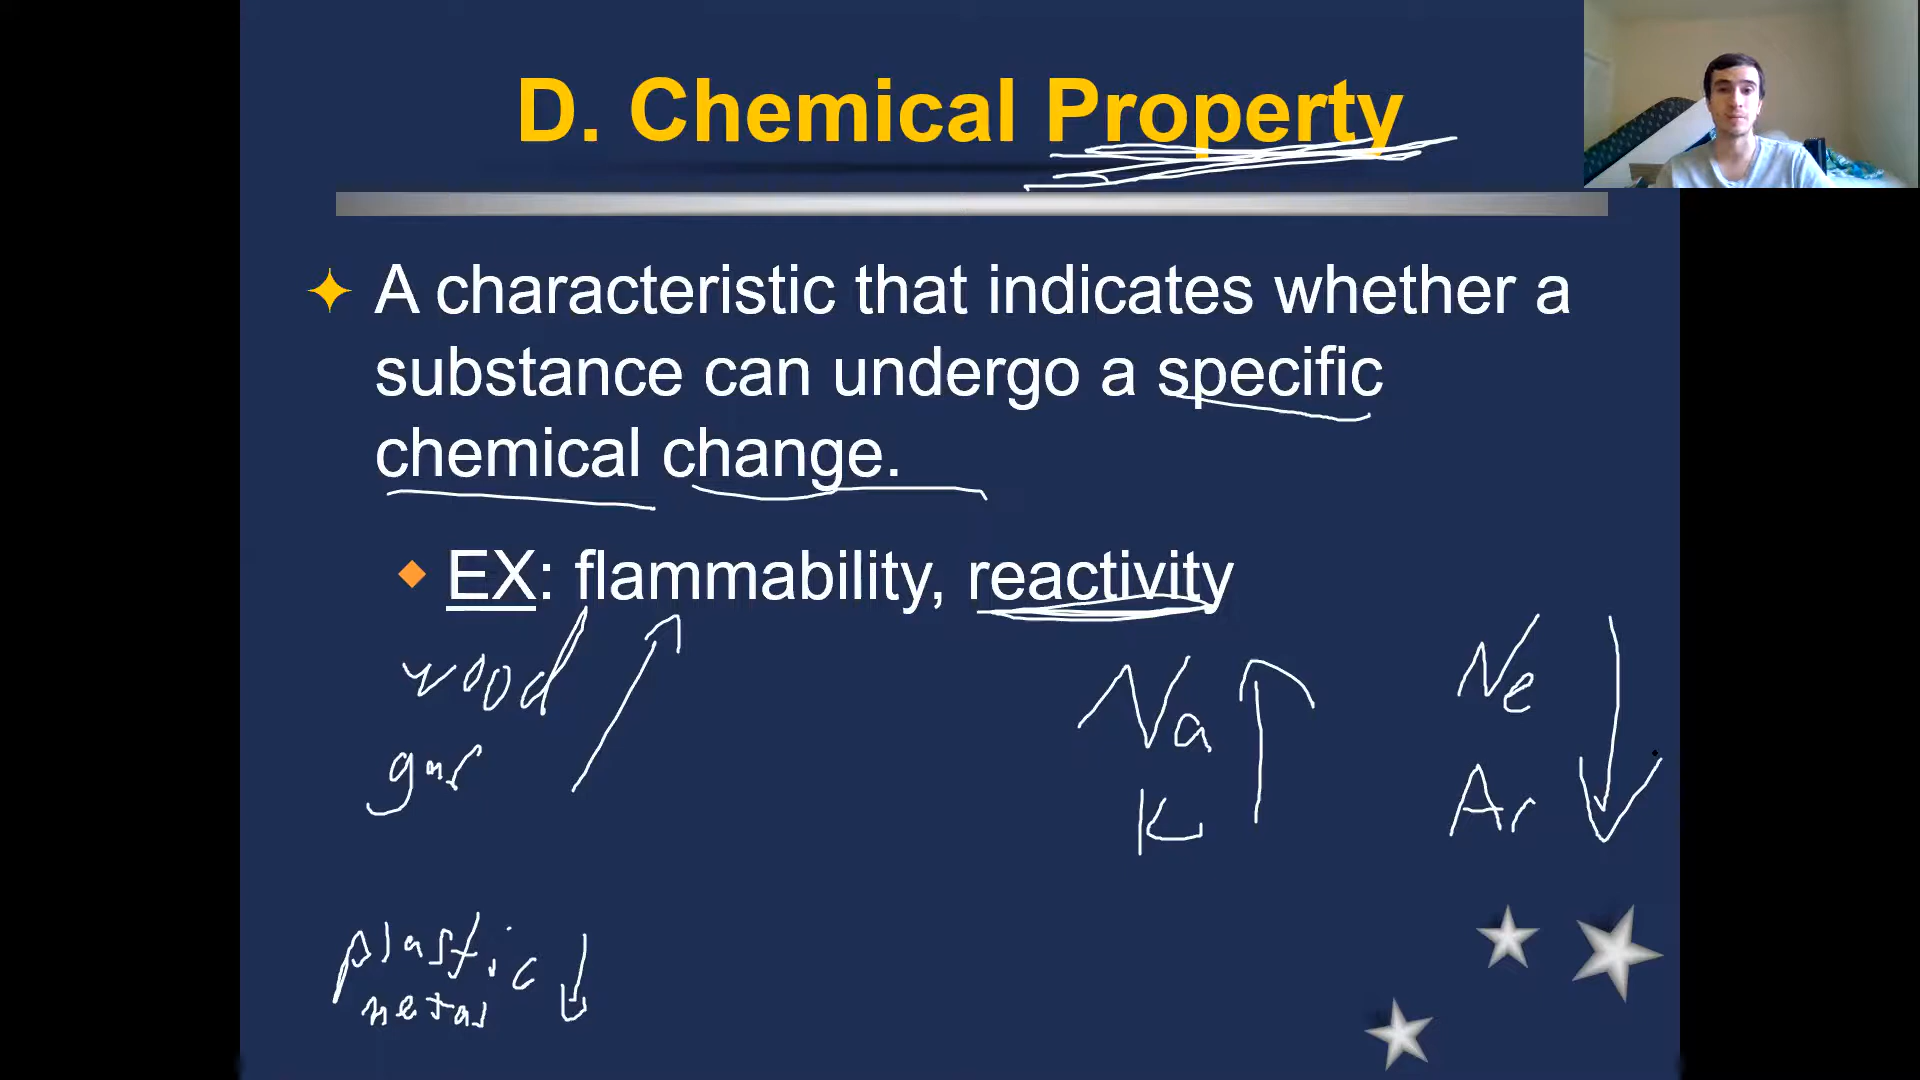 D. Chemical Property
A characteristic that indicates whether a
substance can undergo a specific
chemical change.
EX: flammability, reactivity
wood
gas
Na
K
Ne
Ar
plastic
metal